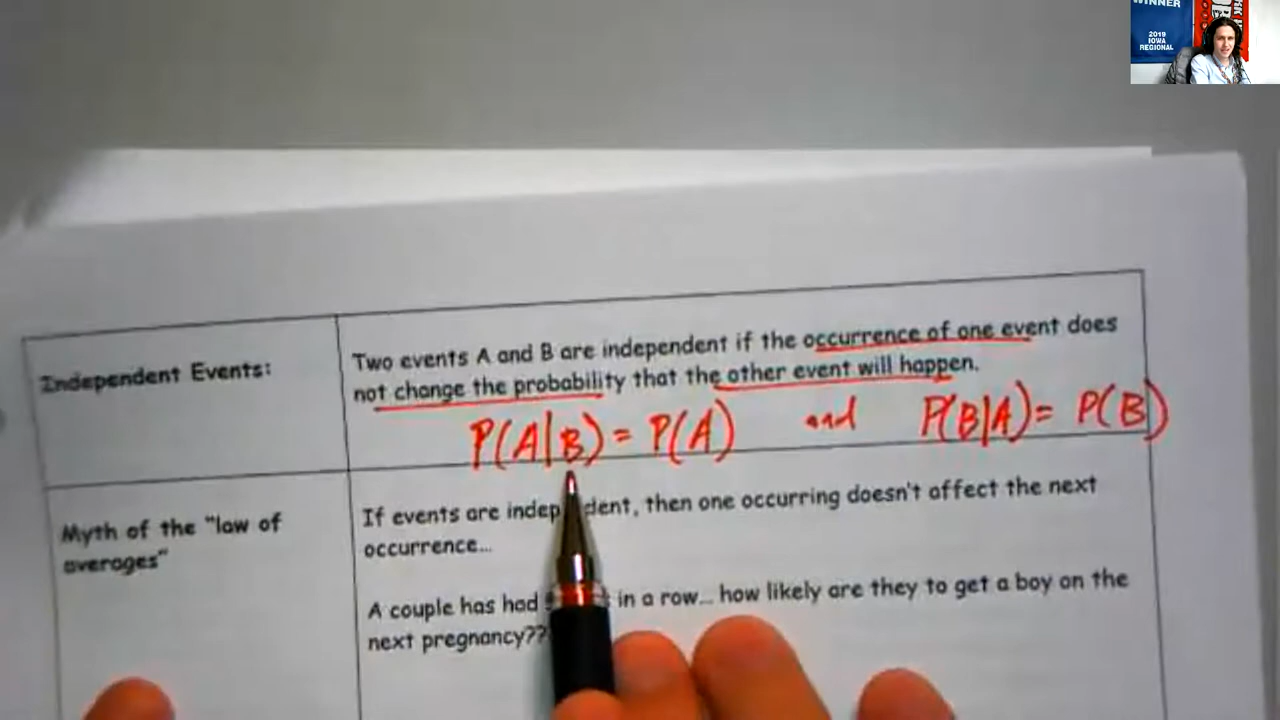 WINNER
2019
IOWA
REGIONAL
Independent Events:
Two events A and B are independent if the occurrence of one event does
not change the probability that the other event will happen.
P(A|B) = P(A) and P(B|A) = P(B)
Myth of the "law of
averages"
If events are independent, then one occurring doesn't affect the next
occurrence...
A couple has had in a row... how likely are they to get a boy on the
next pregnancy??